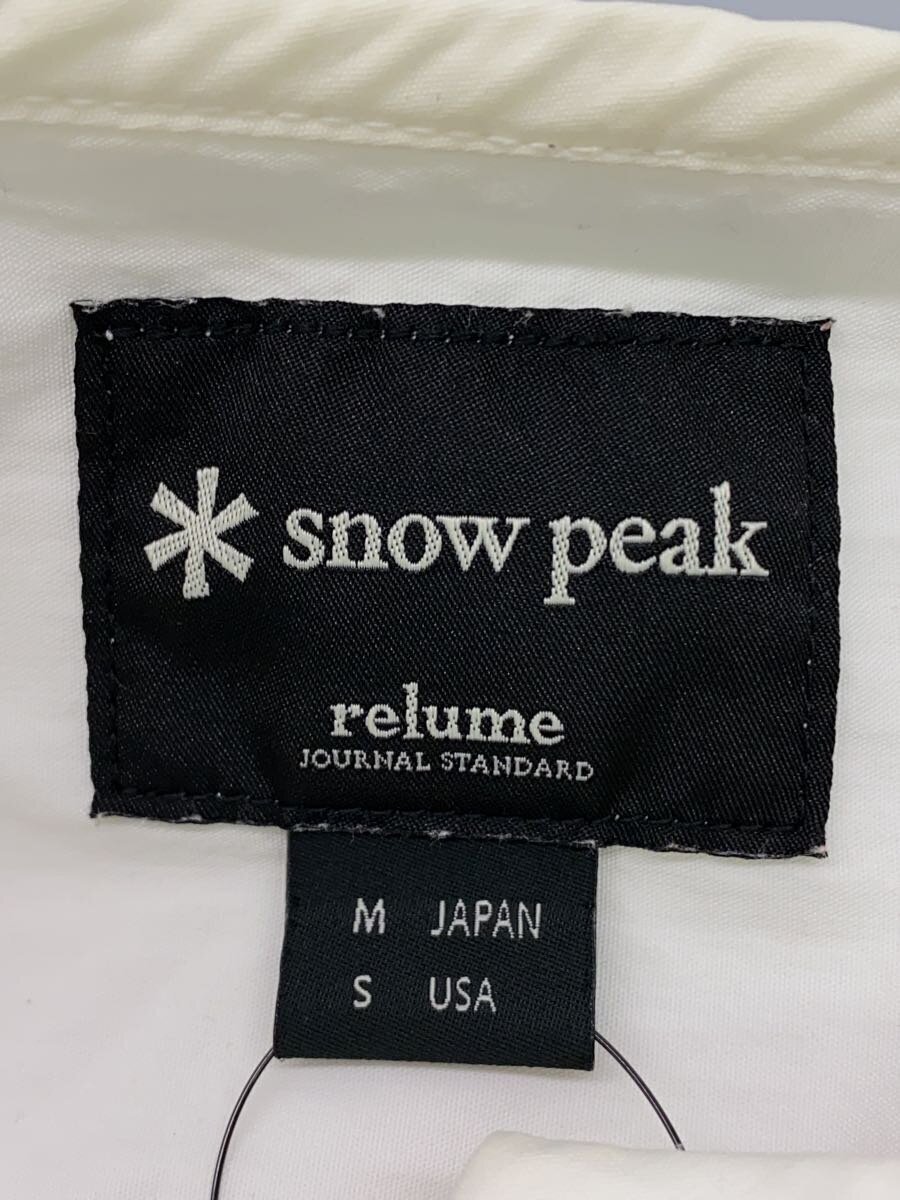 snow peak
relume
JOURNAL STANDARD
M JAPAN
S USA